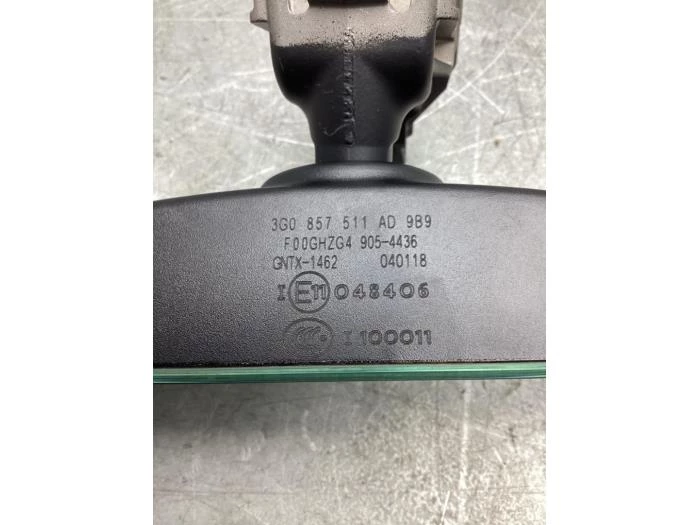 3G0 857 511 AD 9B9
F00GHZG4 905-4436
GNTX-1462 040118
I E11 048406
I 100011